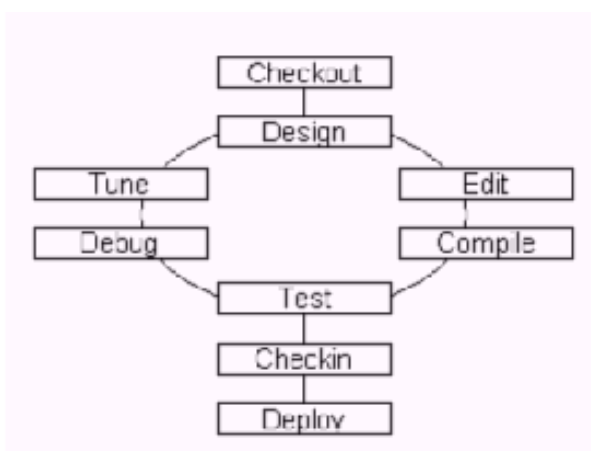 Checkout
Design
Tune
Edit
Debug
Compile
Test
Checkin
Deploy